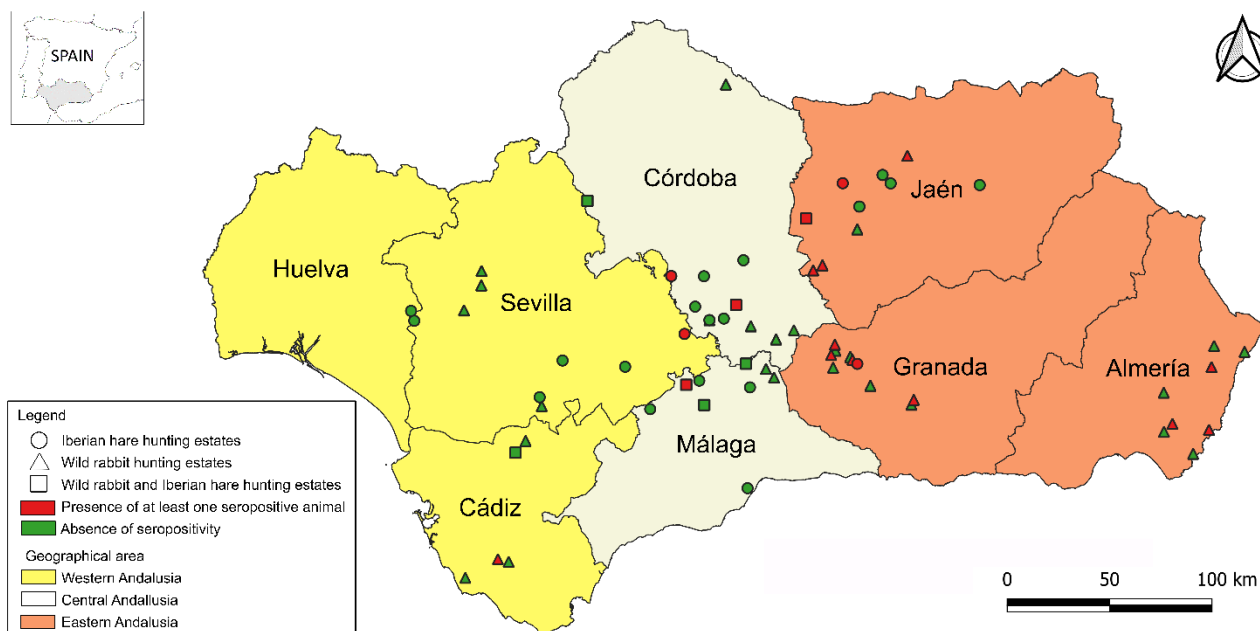 SPAIN
Córdoba
Jaén
Huelva
Sevilla
Granada
Almería
Málaga
Cádiz
Legend
Iberian hare hunting estates
Wild rabbit hunting estates
Wild rabbit and Iberian hare hunting estates
Presence of at least one seropositive animal
Absence of seropositivity
Geographical area
Western Andalusia
Central Andallusia
Eastern Andalusia
0 50 100 km